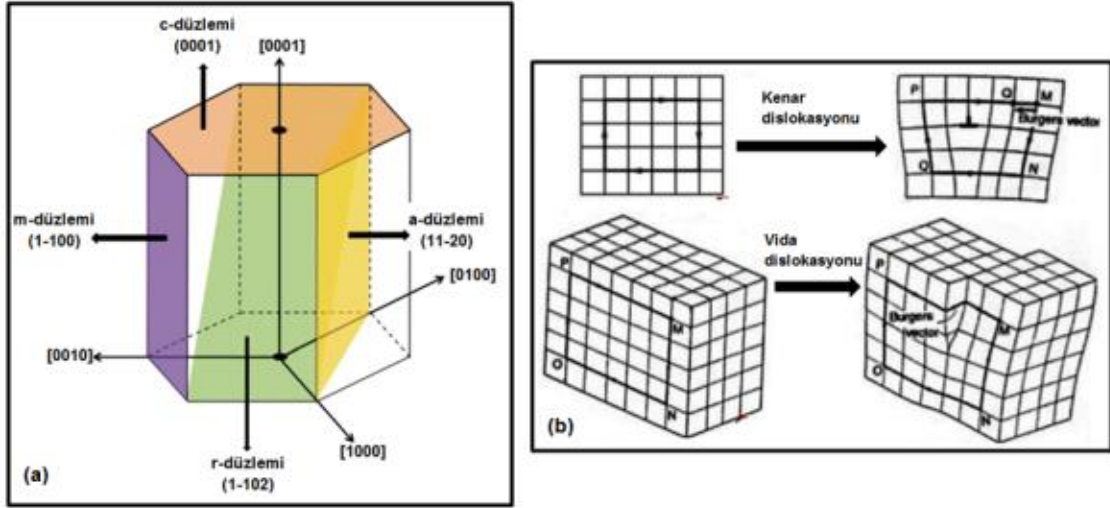 c-düzlemi
(0001)
[0001]
m-düzlemi
(1-100)
a-düzlemi
(11-20)
[0100]
[0010]
[1000]
r-düzlemi
(1-102)
(a)
P
Q
M
Kenar
dislokasyonu
Burgers vector
Q
N
Vida
dislokasyonu
P
M
O
N
P
Burgers
vector
M
O
N
(b)